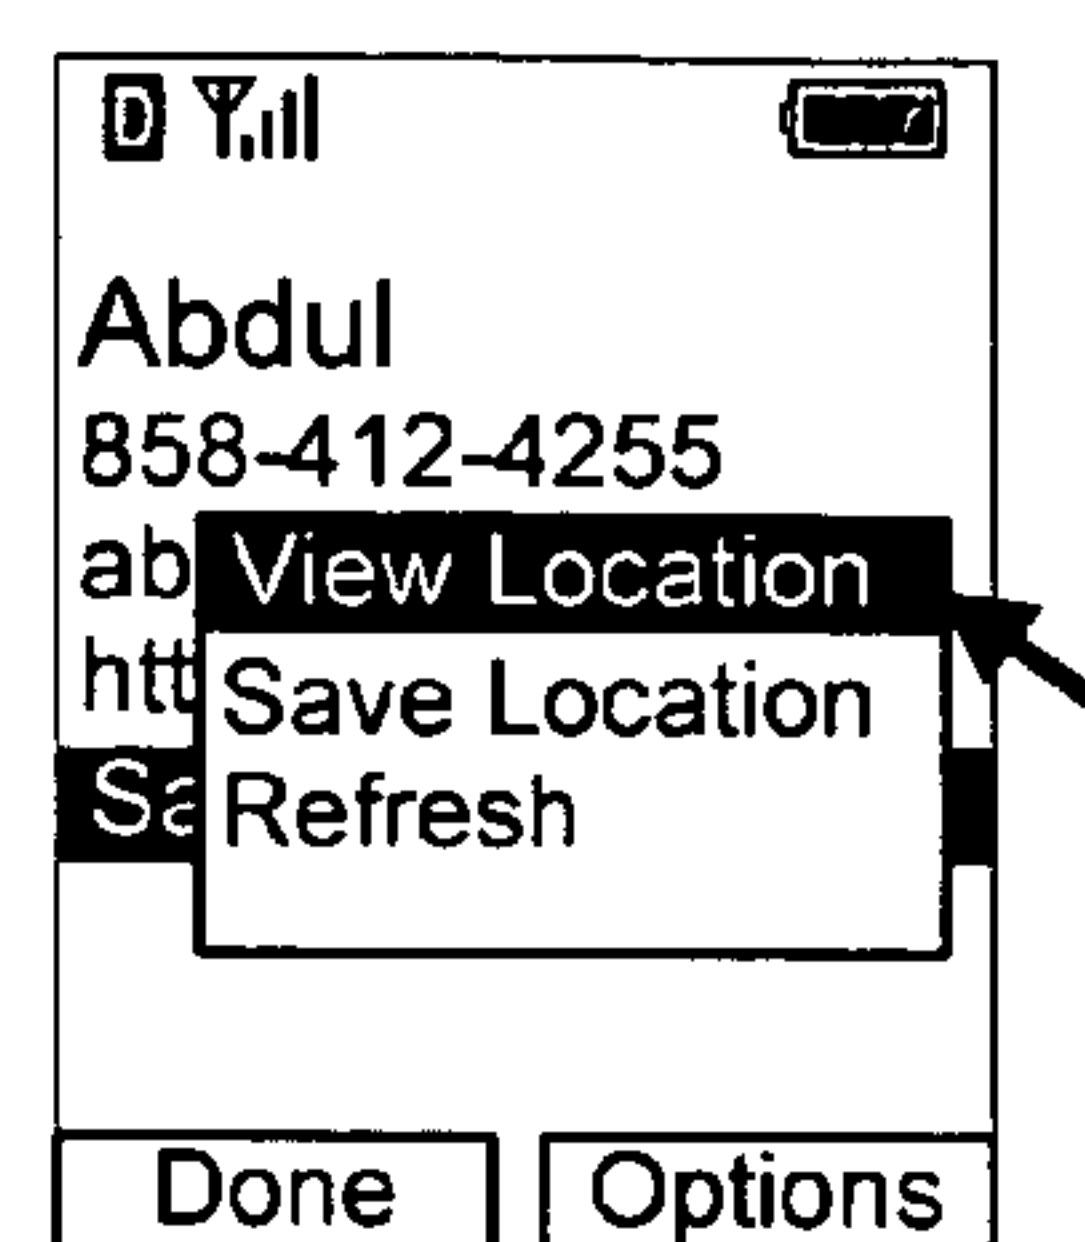 D
Abdul
858-412-4255
ab
View Location
htt
Save Location
Sa
Refresh
Done
Options